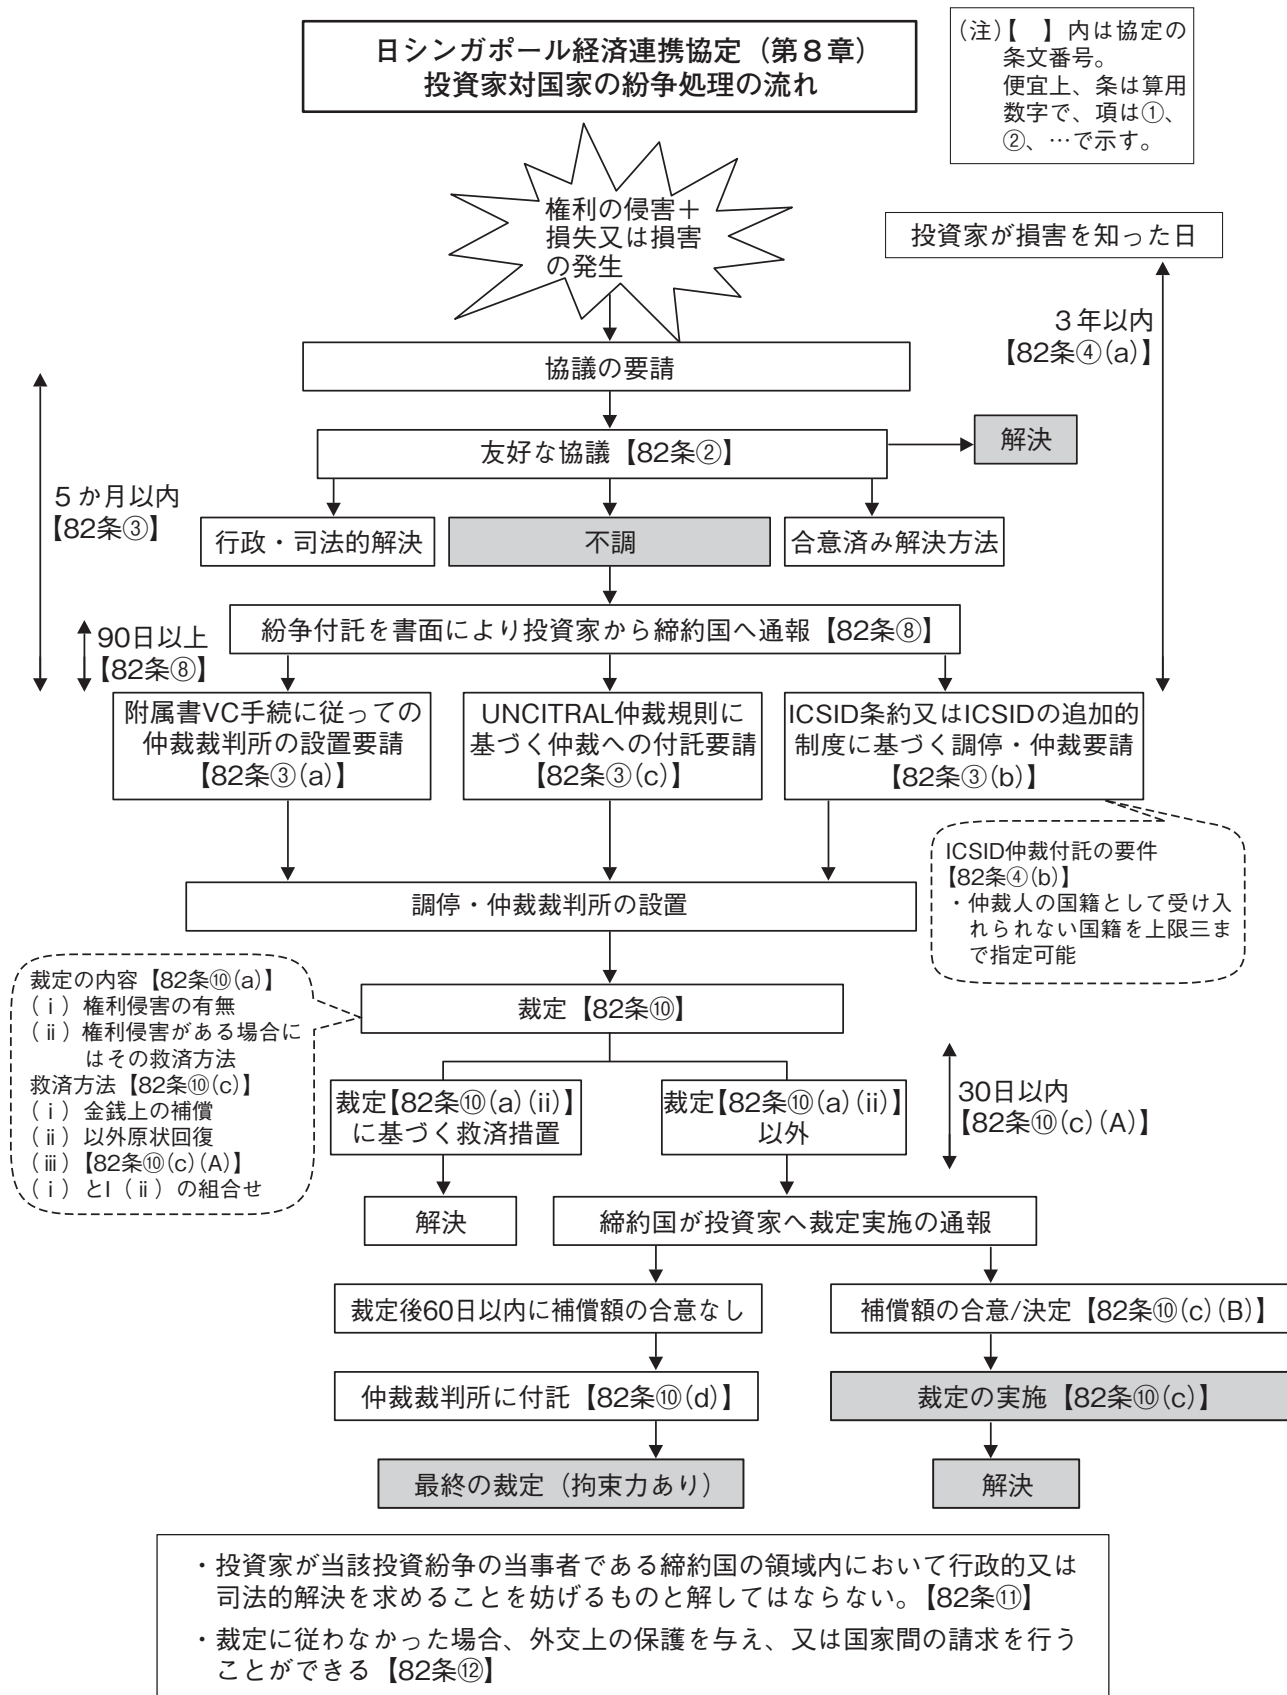 日シンガポール経済連携協定（第８章）
投資家対国家の紛争処理の流れ
(注)【　】内は協定の
条文番号。
便宜上、条は算用
数字で、項は①、
②、…で示す。
権利の侵害＋
損失又は損害
の発生
投資家が損害を知った日
３年以内
【82条④(a)】
協議の要請
友好な協議【82条②】
解決
５か月以内
【82条③】
行政・司法的解決
不調
合意済み解決方法
90日以上
【82条⑧】
紛争付託を書面により投資家から締約国へ通報【82条⑧】
附属書VC手続に従っての
仲裁裁判所の設置要請
【82条③(a)】
UNCITRAL仲裁規則に
基づく仲裁への付託要請
【82条③(c)】
ICSID条約又はICSIDの追加的
制度に基づく調停・仲裁要請
【82条③(b)】
ICSID仲裁付託の要件
【82条④(b)】
・仲裁人の国籍として受け入
れられない国籍を上限三ま
で指定可能
調停・仲裁裁判所の設置
裁定の内容【82条⑩(a)】
(ⅰ)権利侵害の有無
(ⅱ)権利侵害がある場合に
はその救済方法
救済方法【82条⑩(c)】
(ⅰ)金銭上の補償
(ⅱ)以外原状回復
(ⅲ)【82条⑩(c)(A)】
(ⅰ)とI(ⅱ)の組合せ
裁定【82条⑩】
裁定【82条⑩(a)(ii)】
に基づく救済措置
裁定【82条⑩(a)(ii)】
以外
30日以内
【82条⑩(c)(A)】
解決
締約国が投資家へ裁定実施の通報
裁定後60日以内に補償額の合意なし
補償額の合意/決定【82条⑩(c)(B)】
仲裁裁判所に付託【82条⑩(d)】
裁定の実施【82条⑩(c)】
最終の裁定（拘束力あり）
解決
・投資家が当該投資紛争の当事者である締約国の領域内において行政的又は
司法的解決を求めることを妨げるものと解してはならない。【82条⑪】
・裁定に従わなかった場合、外交上の保護を与え、又は国家間の請求を行う
ことができる【82条⑫】